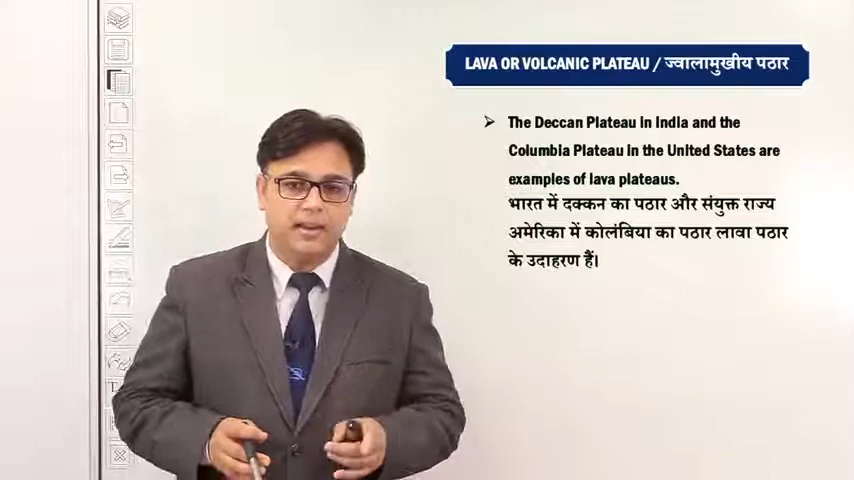 LAVA OR VOLCANIC PLATEAU / ज्वालामुखीय पठार
The Deccan Plateau in India and the
Columbia Plateau in the United States are
examples of lava plateaus.
भारत में दक्कन का पठार और संयुक्त राज्य
अमेरिका में कोलंबिया का पठार लावा पठार
के उदाहरण हैं।